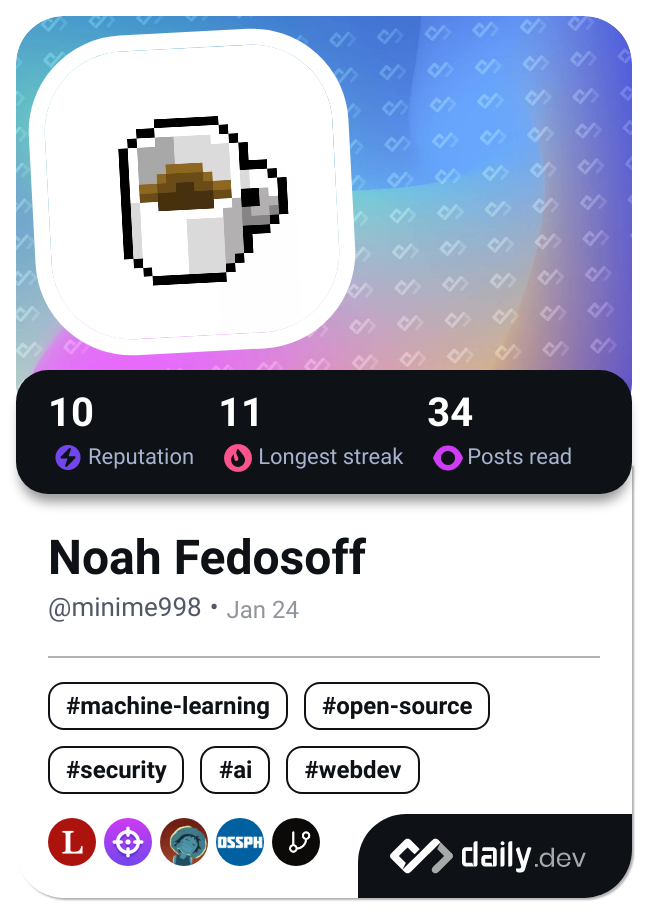 10 11 34
Reputation Longest streak Posts read
Noah Fedosoff
@minime998 • Jan 24
#machine-learning #open-source
#security #ai #webdev
L OSSPH daily.dev